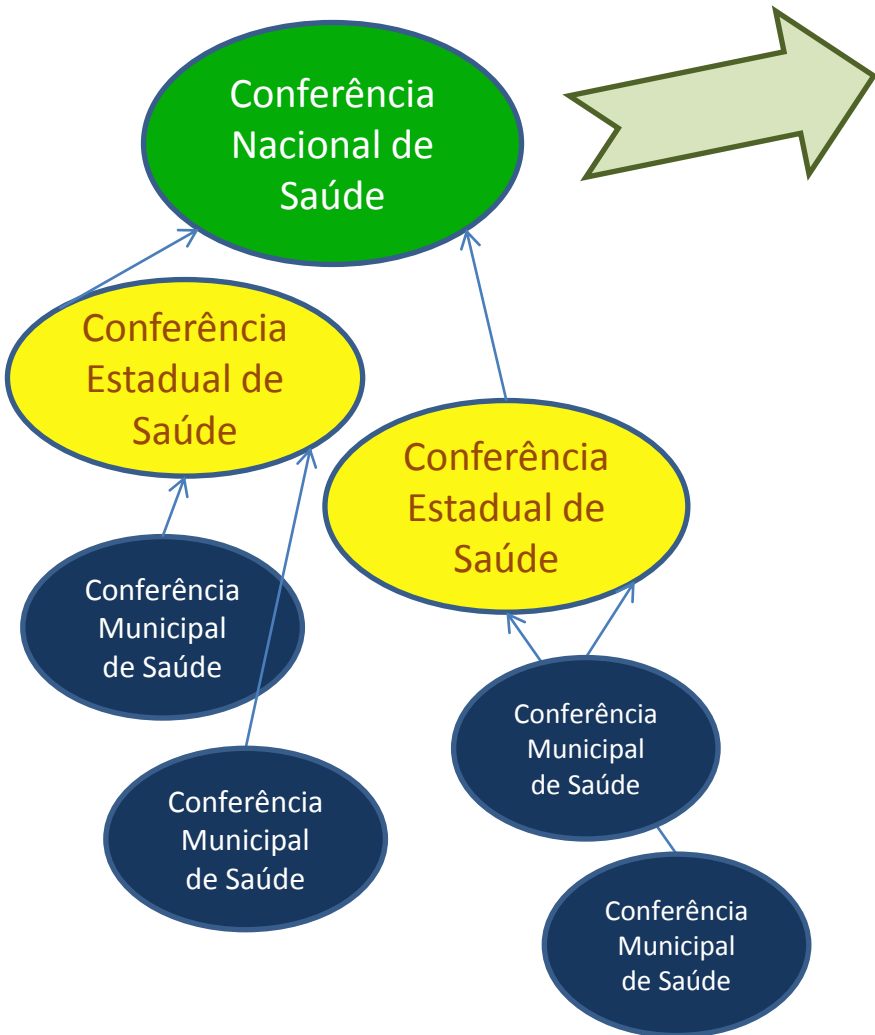 Conferência
Nacional de
Saúde
Conferência
Estadual de
Saúde
Conferência
Estadual de
Saúde
Conferência
Municipal
de Saúde
Conferência
Municipal
de Saúde
Conferência
Municipal
de Saúde
Conferência
Municipal
de Saúde